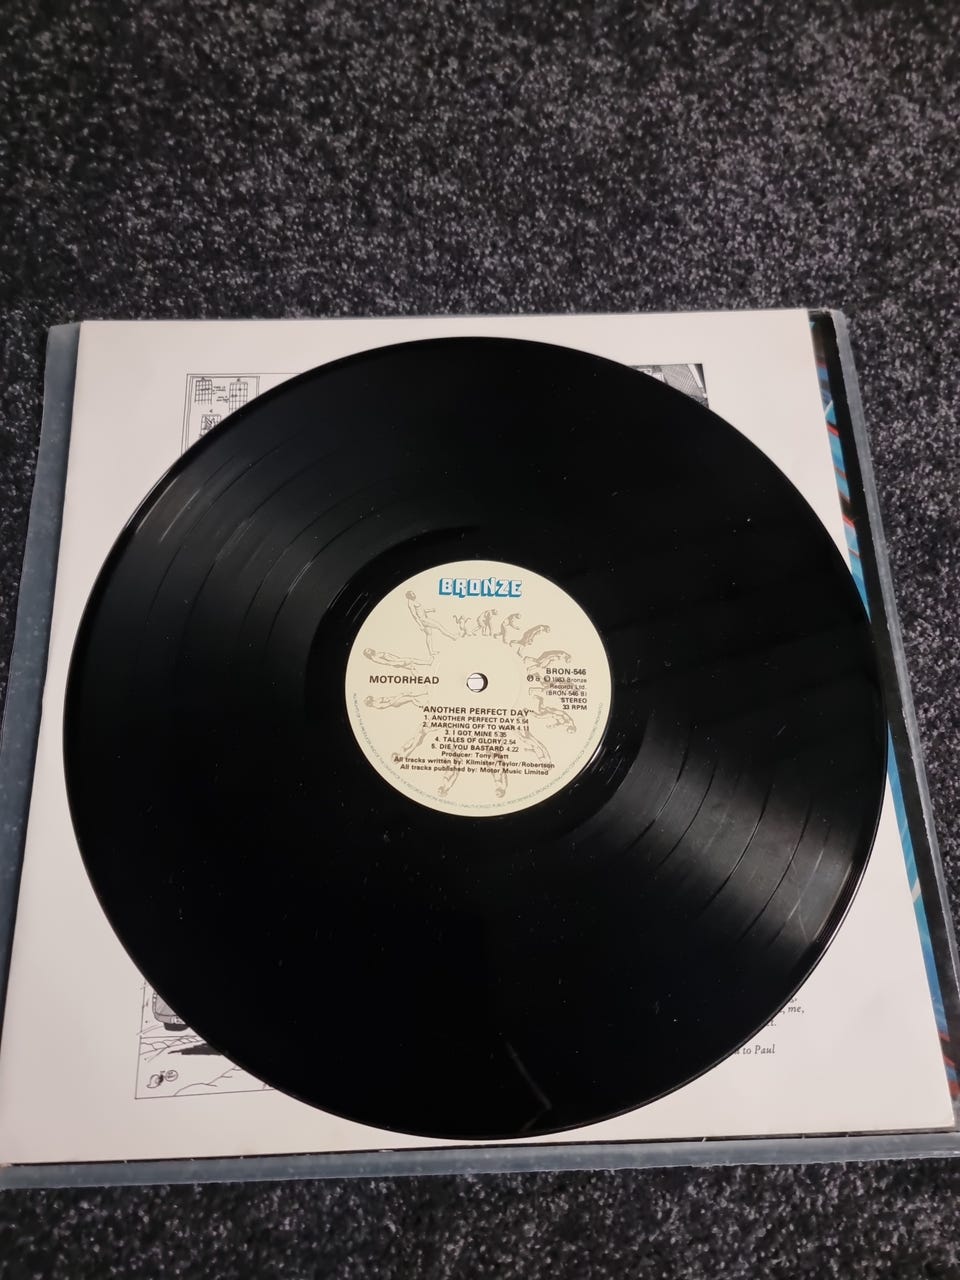 BRONZE
MOTORHEAD
BRON-546
℗ & © 1983 Bronze
Records Ltd.
(BRON-546 B)
STEREO
33 RPM
"ANOTHER PERFECT DAY"
1. ANOTHER PERFECT DAY 5.54
2. MARCHING OFF TO WAR 4.11
3. I GOT MINE 5.35
4. TALES OF GLORY 2.54
5. DIE YOU BASTARD 4.22
Producer: Tony Platt
All tracks written by: Kilmister/Taylor/Robertson
All tracks published by: Motor Music Limited
me,
to Paul